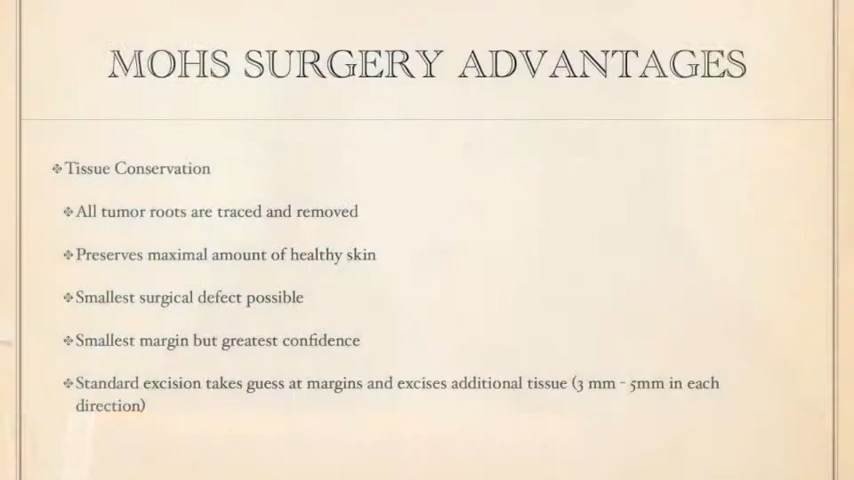 MOHS SURGERY ADVANTAGES
Tissue Conservation
All tumor roots are traced and removed
Preserves maximal amount of healthy skin
Smallest surgical defect possible
Smallest margin but greatest confidence
Standard excision takes guess at margins and excises additional tissue (3 mm - 5mm in each
direction)